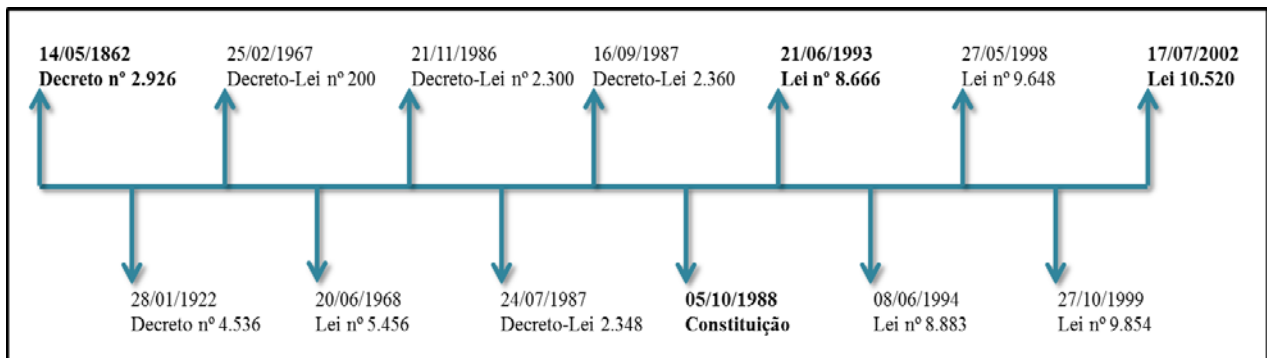 14/05/1862
Decreto nº 2.926
25/02/1967
Decreto-Lei nº 200
21/11/1986
Decreto-Lei nº 2.300
16/09/1987
Decreto-Lei 2.360
21/06/1993
Lei nº 8.666
27/05/1998
Lei nº 9.648
17/07/2002
Lei 10.520
28/01/1922
Decreto nº 4.536
20/06/1968
Lei nº 5.456
24/07/1987
Decreto-Lei 2.348
05/10/1988
Constituição
08/06/1994
Lei nº 8.883
27/10/1999
Lei nº 9.854